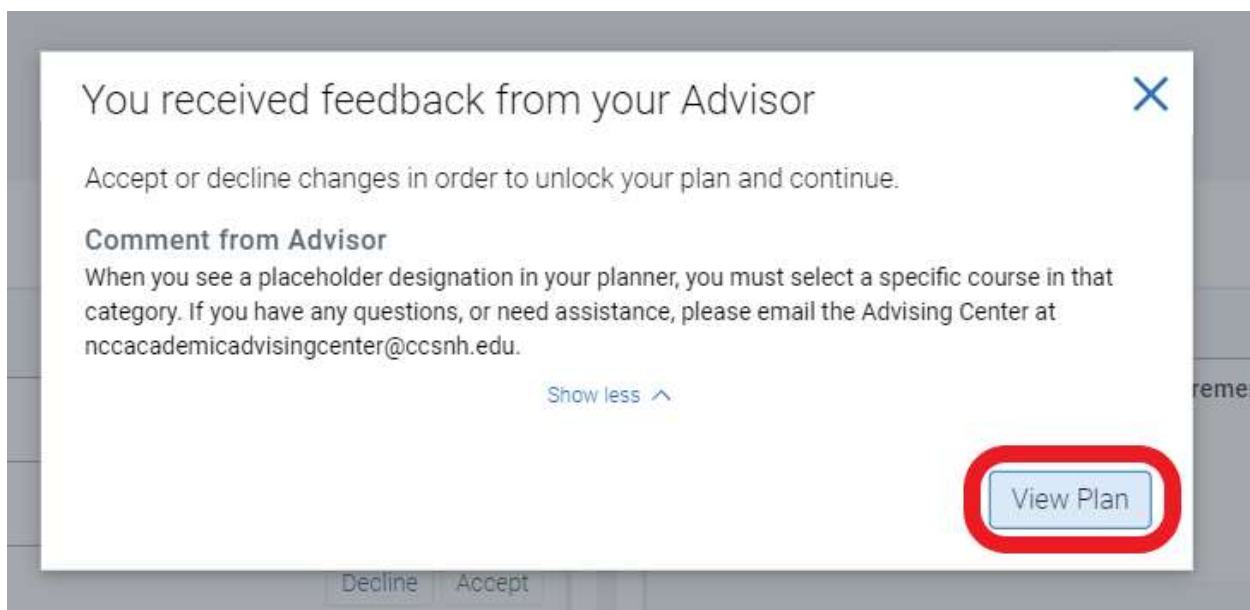 You received feedback from your Advisor
Accept or decline changes in order to unlock your plan and continue.
Comment from Advisor
When you see a placeholder designation in your planner, you must select a specific course in that
category. If you have any questions, or need assistance, please email the Advising Center at
nccacademicadvisingcenter@ccsnh.edu.
Show less
View Plan
Decline Accept